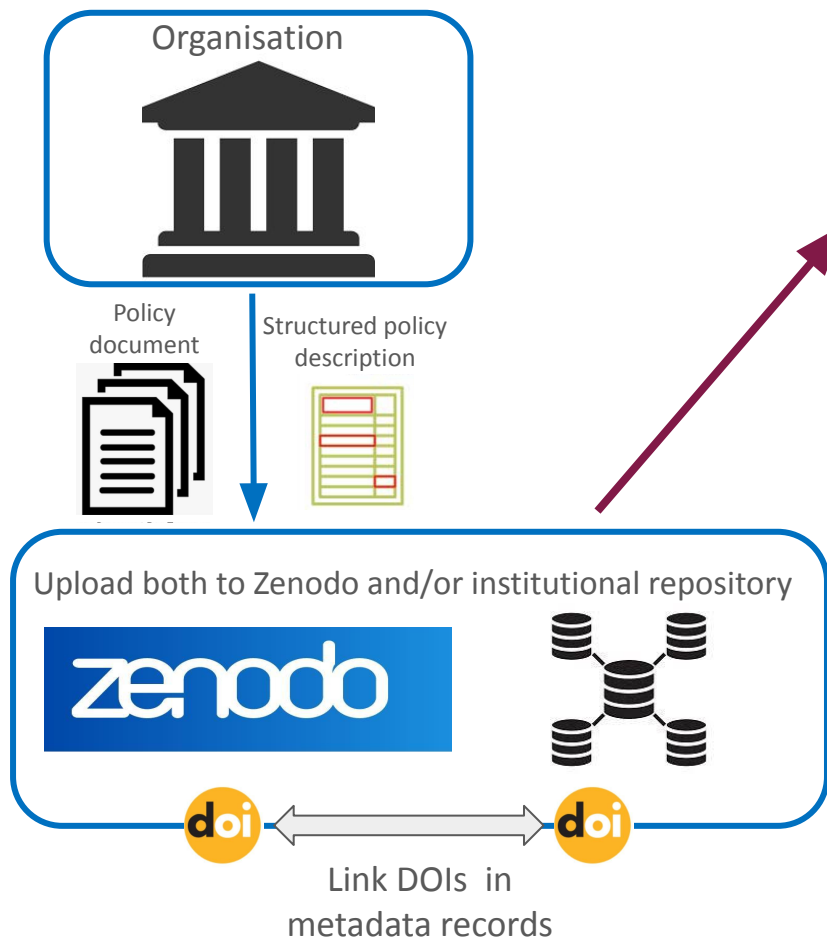 Organisation
Policy
document
Structured policy
description
Upload both to Zenodo and/or institutional repository
zenodo
doi
doi
Link DOIs in
metadata records